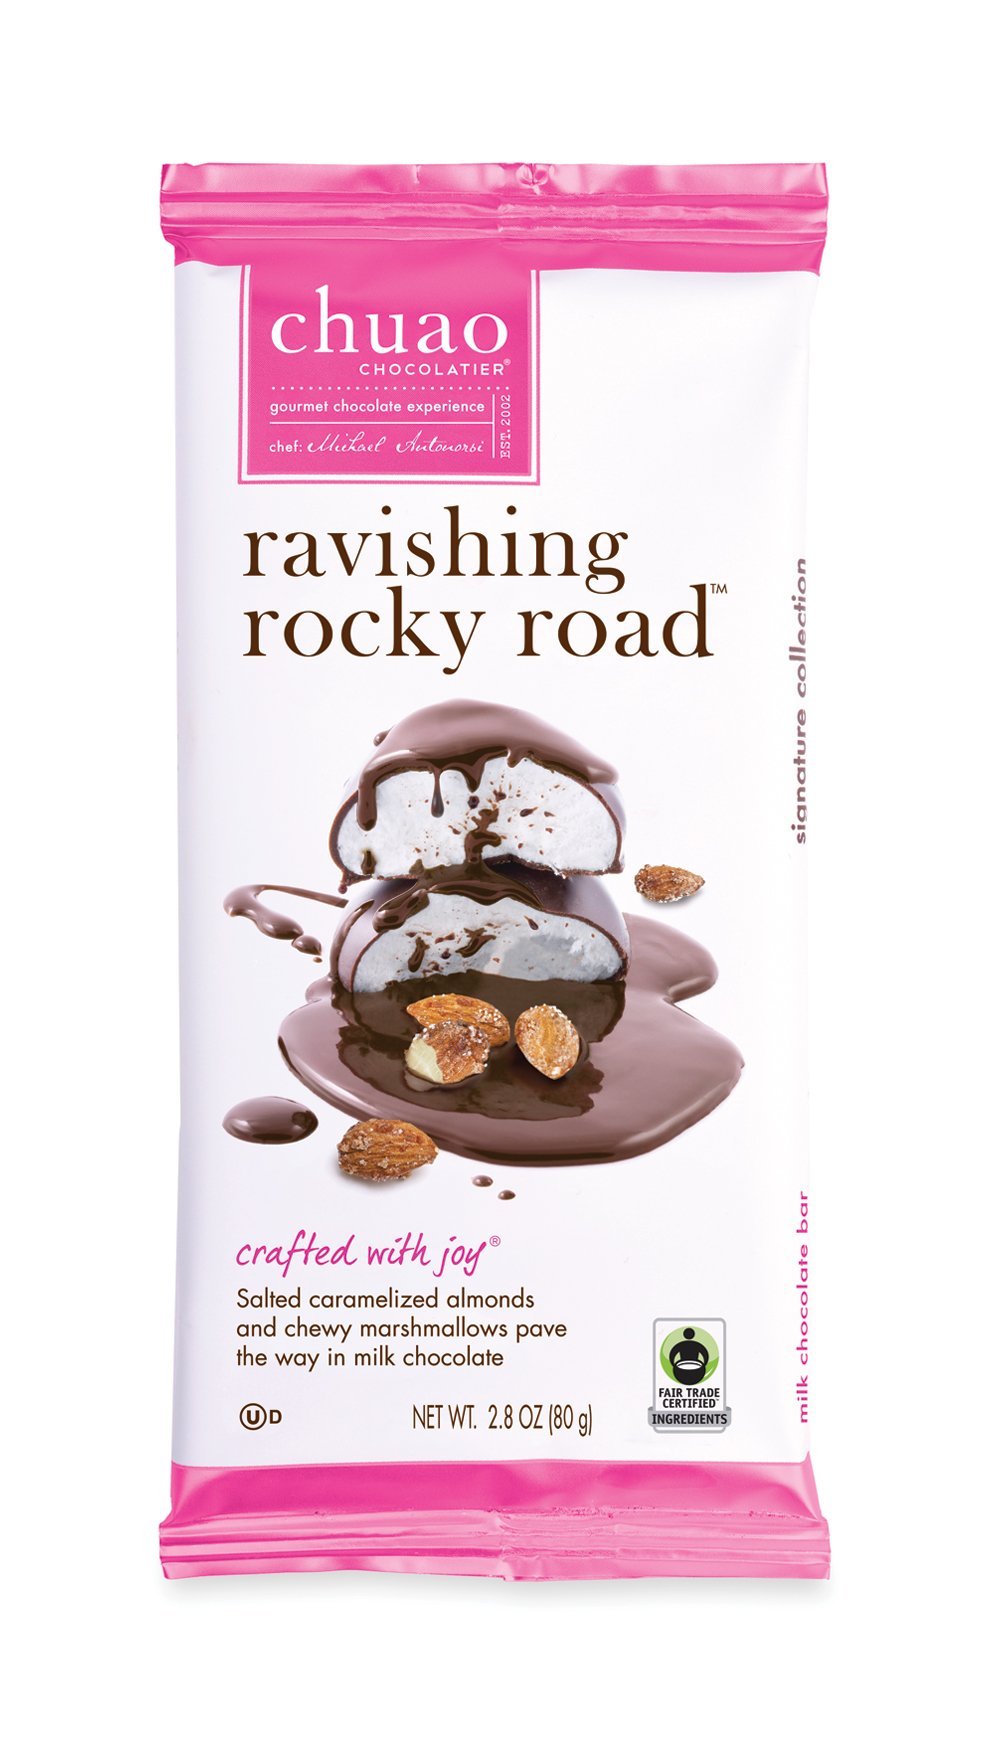 chuao
CHOCOLATIER®
gourmet chocolate experience
chef: Michael Antonorsi
EST. 2002
ravishing
rocky road™
signature collection
crafted with joy®
Salted caramelized almonds
and chewy marshmallows pave
the way in milk chocolate
U D
NET WT. 2.8 OZ (80 g)
FAIR TRADE
CERTIFIED™
INGREDIENTS
milk chocolate bar